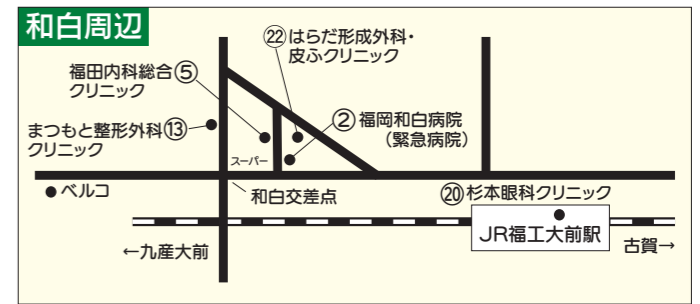 和白周辺
㉒はらだ形成外科・
皮ふクリニック
福田内科総合⑤
クリニック
②福岡和白病院
（緊急病院）
まつもと整形外科⑬
クリニック
スーパー
●ベルコ
和白交差点
⑳杉本眼科クリニック
JR福工大前駅
←九産大前
古賀→